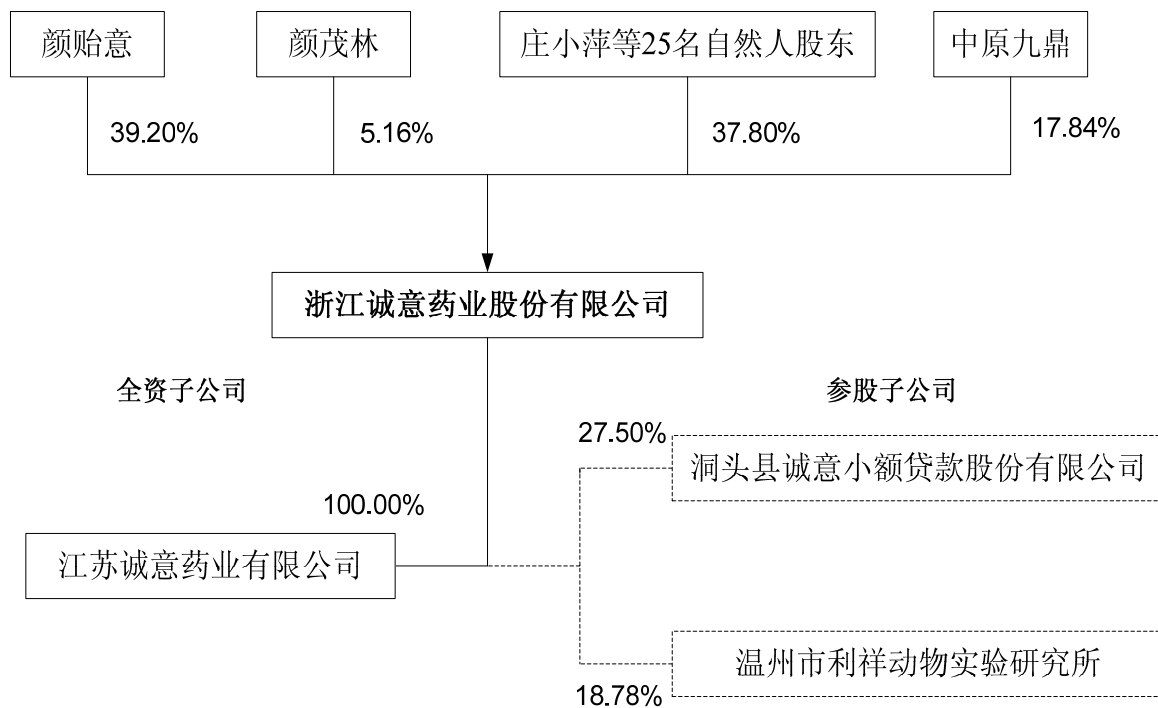 颜贻意
颜茂林
庄小萍等25名自然人股东
中原九鼎
39.20%
5.16%
37.80%
17.84%
浙江诚意药业股份有限公司
全资子公司
参股子公司
27.50%
洞头县诚意小额贷款股份有限公司
100.00%
江苏诚意药业有限公司
温州市利祥动物实验研究所
18.78%